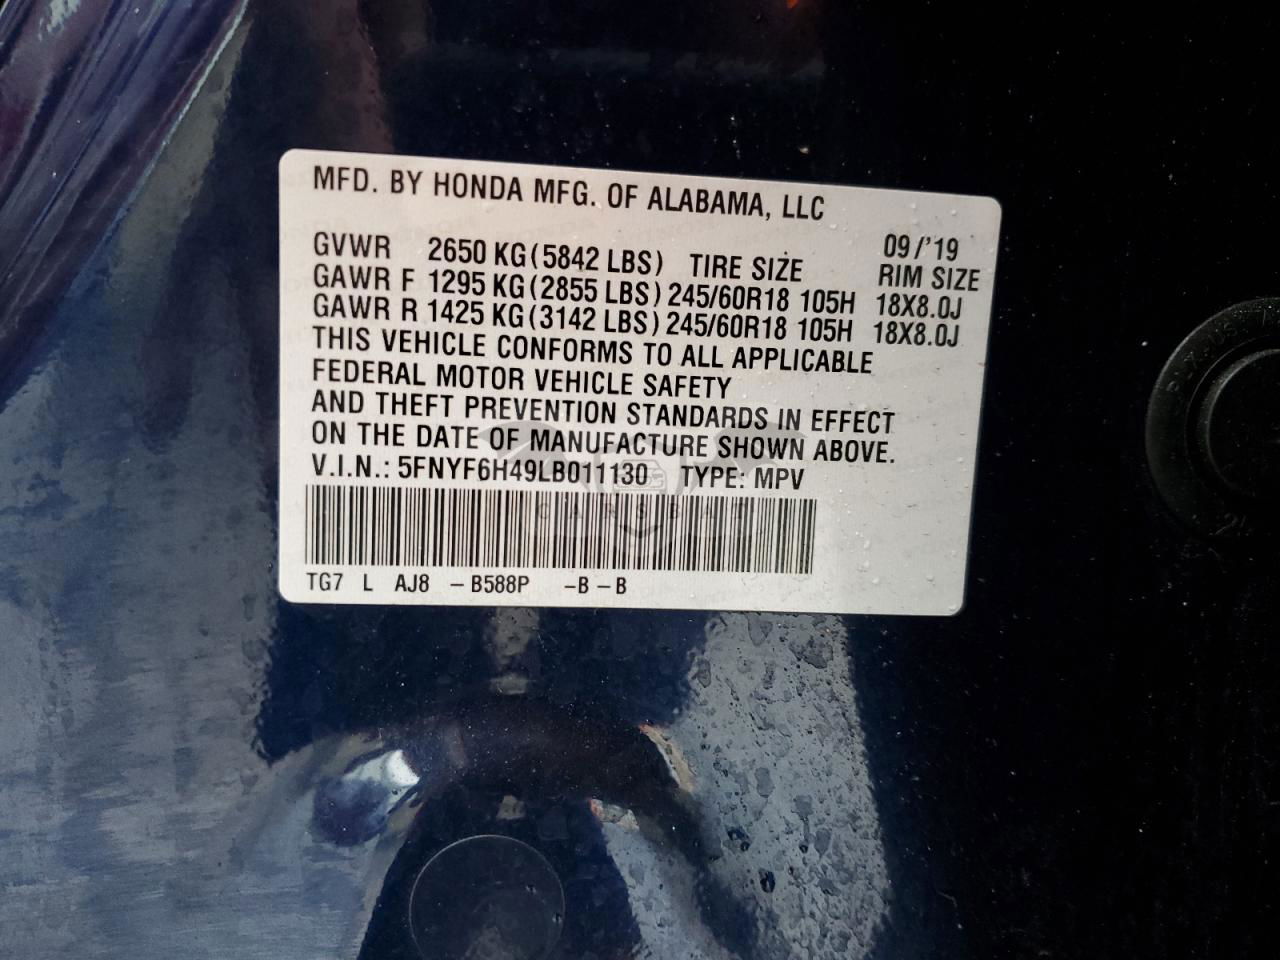 MFD. BY HONDA MFG. OF ALABAMA, LLC
GVWR 2650 KG (5842 LBS) TIRE SIZE 09/'19 RIM SIZE
GAWR F 1295 KG (2855 LBS) 245/60R18 105H 18X8.0J
GAWR R 1425 KG (3142 LBS) 245/60R18 105H 18X8.0J
THIS VEHICLE CONFORMS TO ALL APPLICABLE
FEDERAL MOTOR VEHICLE SAFETY
AND THEFT PREVENTION STANDARDS IN EFFECT
ON THE DATE OF MANUFACTURE SHOWN ABOVE.
V.I.N.: 5FNYF6H49LB011130 TYPE: MPV
CARSBAT
TG7 L AJ8 – B588P – B – B